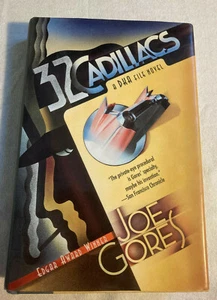 32 CADILLACS
A DKA FILE NOVEL
"The private-eye procedural
is Gores' specialty,
maybe his invention."
—San Francisco Chronicle
EDGAR AWARD WINNER
JOE
GORES